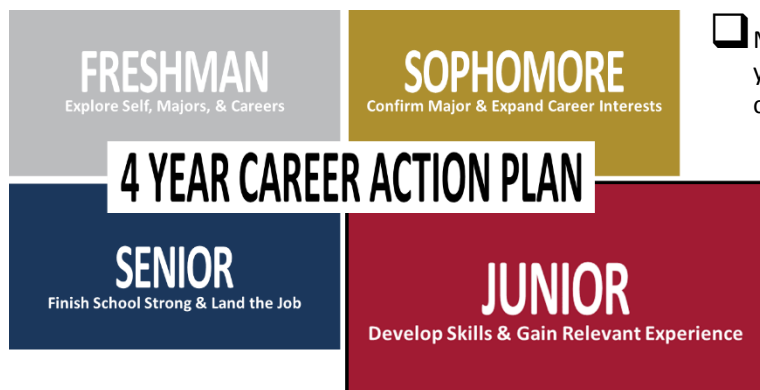 FRESHMAN
Explore Self, Majors, & Careers
SOPHOMORE
Confirm Major & Expand Career Interests
4 YEAR CAREER ACTION PLAN
SENIOR
Finish School Strong & Land the Job
JUNIOR
Develop Skills & Gain Relevant Experience